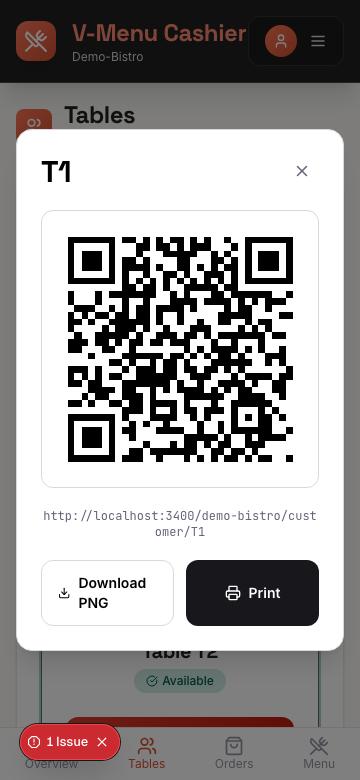 V-Menu Cashier
Demo-Bistro
Tables
T1
http://localhost:3400/demo-bistro/cust
omer/T1
Download
PNG
Print
Table T2
Available
1 Issue
Overview
Tables
Orders
Menu